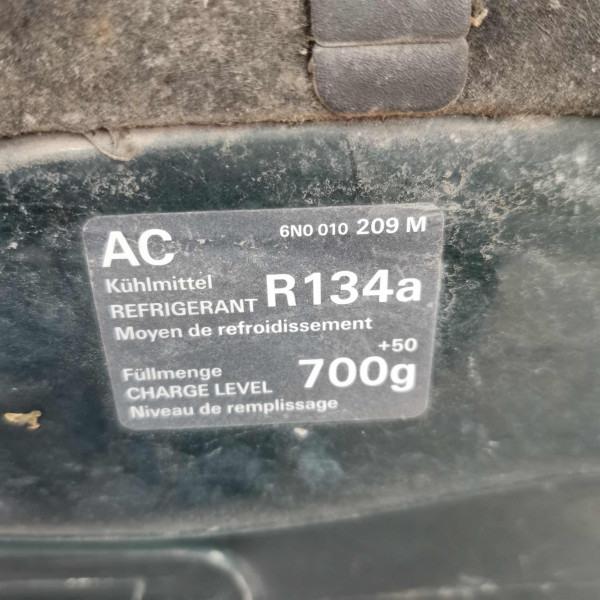 AC
6N0 010 209 M
Kühlmittel
REFRIGERANT R134a
Moyen de refroidissement
+50
Füllmenge
CHARGE LEVEL 700g
Niveau de remplissage